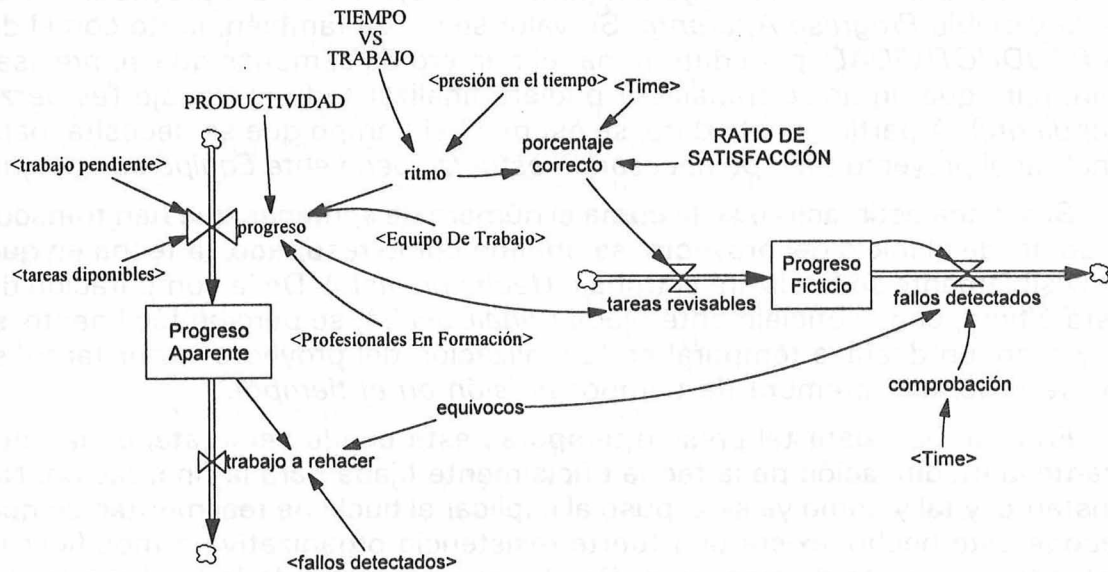 TIEMPO
VS
TRABAJO
<presión en el tiempo>
<Time>
PRODUCTIVIDAD
<trabajo pendiente>
porcentaje
correcto
RATIO DE
SATISFACCIÓN
ritmo
progreso
<Equipo De Trabajo>
<tareas diponibles>
Progreso
Ficticio
tareas revisables
fallos detectados
Progreso
Aparente
<Profesionales En Formación>
comprobación
equivocos
trabajo a rehacer
<Time>
<fallos detectados>